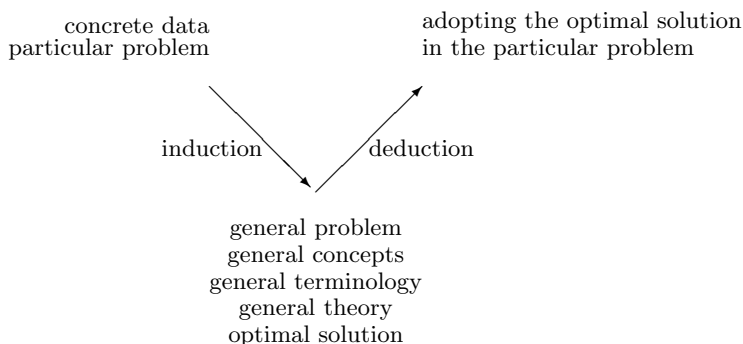 concrete data
particular problem
adopting the optimal solution
in the particular problem
induction
deduction
general problem
general concepts
general terminology
general theory
optimal solution